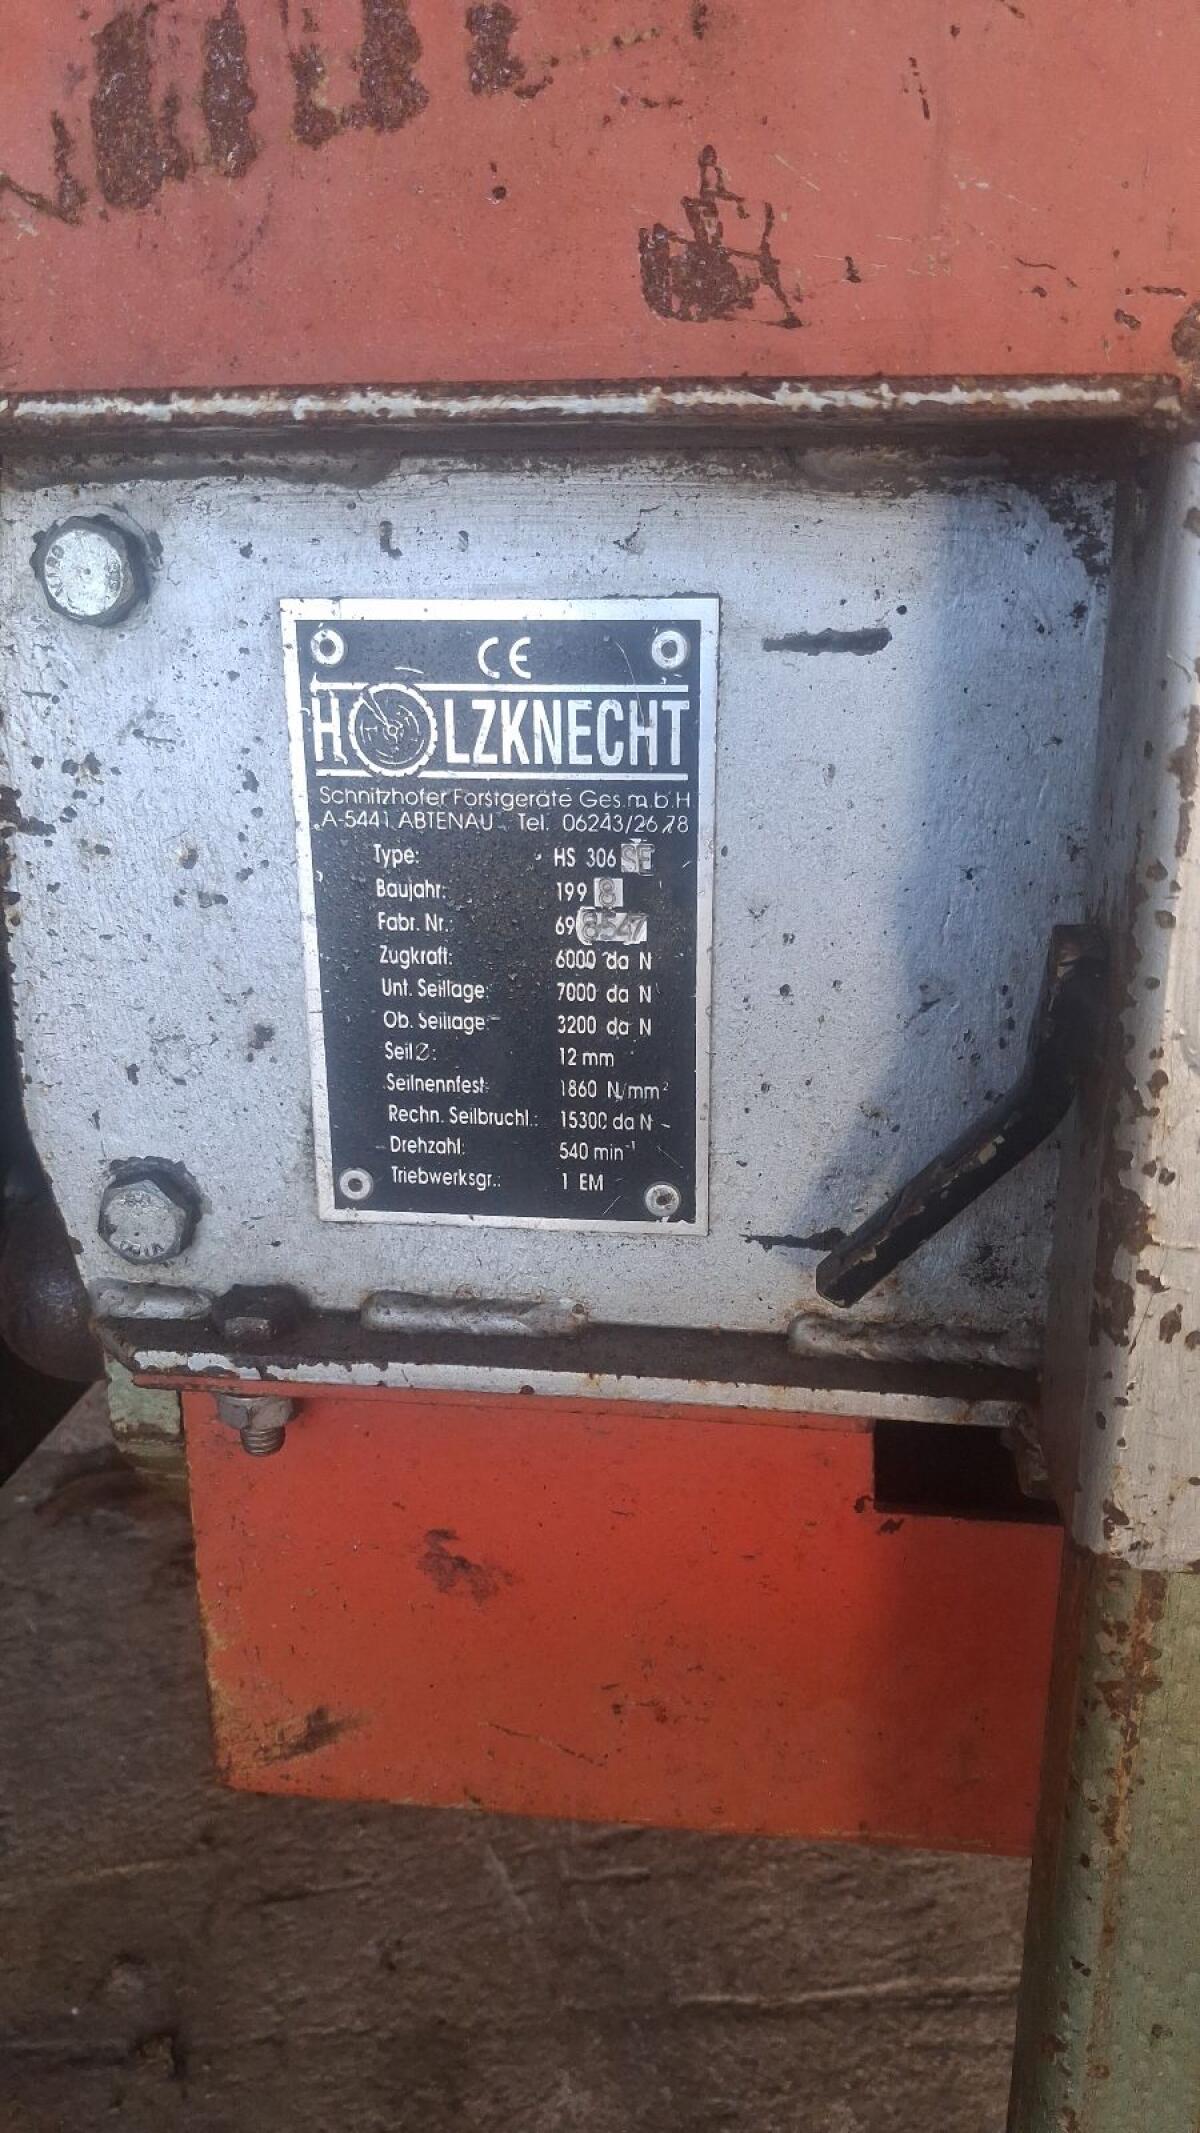 CE
HOLZKNECHT
Schnitzhofer Forstgeräte Ges.m.b.H
A-5441 ABTENAU Tel. 06243/2678
Type: HS 306 SE
Baujahr: 1998
Fabr. Nr.: 698547
Zugkraft: 6000 da N
Unt. Seillage: 7000 da N
Ob. Seillage: 3200 da N
Seil Ø: 12 mm
Seilnennfest: 1860 N/mm²
Rechn. Seilbruchl.: 15300 da N
Drehzahl: 540 min⁻¹
Triebwerksgr.: 1 EM